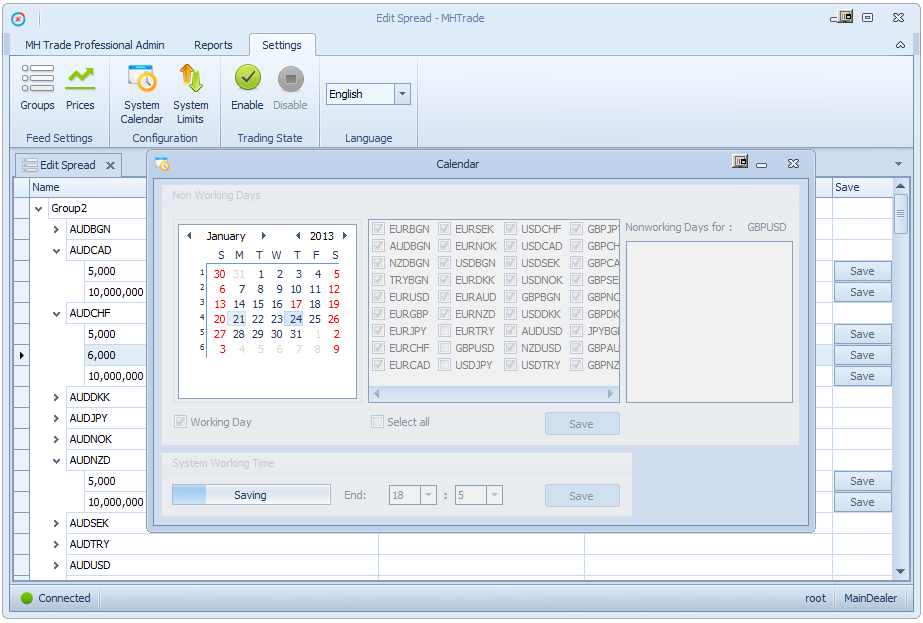 Edit Spread - MHTrade
MH Trade Professional Admin Reports Settings
Groups Prices System Calendar System Limits Enable Disable English
Feed Settings Configuration Trading State Language
Edit Spread
Calendar
Name Save
Group2
AUDBGN
AUDCAD
5,000 Save
10,000,000 Save
AUDCHF
5,000 Save
6,000 Save
10,000,000 Save
AUDDKK
AUDJPY
AUDNOK
AUDNZD
5,000 Save
10,000,000 Save
AUDSEK
AUDTRY
AUDUSD
Non Working Days
January 2013
S M T W T F S
1 30 31 1 2 3 4 5
2 6 7 8 9 10 11 12
3 13 14 15 16 17 18 19
4 20 21 22 23 24 25 26
5 27 28 29 30 31 1 2
6 3 4 5 6 7 8 9
EURBGN EURSEK USDCHF GBPJP
AUDBGN EURNOK USDCAD GBPCH
NZDBGN USDBGN USDSEK GBPCA
TRYBGN EURDKK USDNOK GBPSE
EURUSD EURAUD GBPBGN GBPNO
EURGBP EURNZD USDDKK GBPDK
EURJPY EURTRY AUDUSD JPYBG
EURCHF GBPUSD NZDUSD GBPAU
EURCAD USDJPY USDTRY GBPNZ
Nonworking Days for : GBPUSD
Working Day Select all Save
System Working Time
Saving End: 18 : 5 Save
Connected root MainDealer